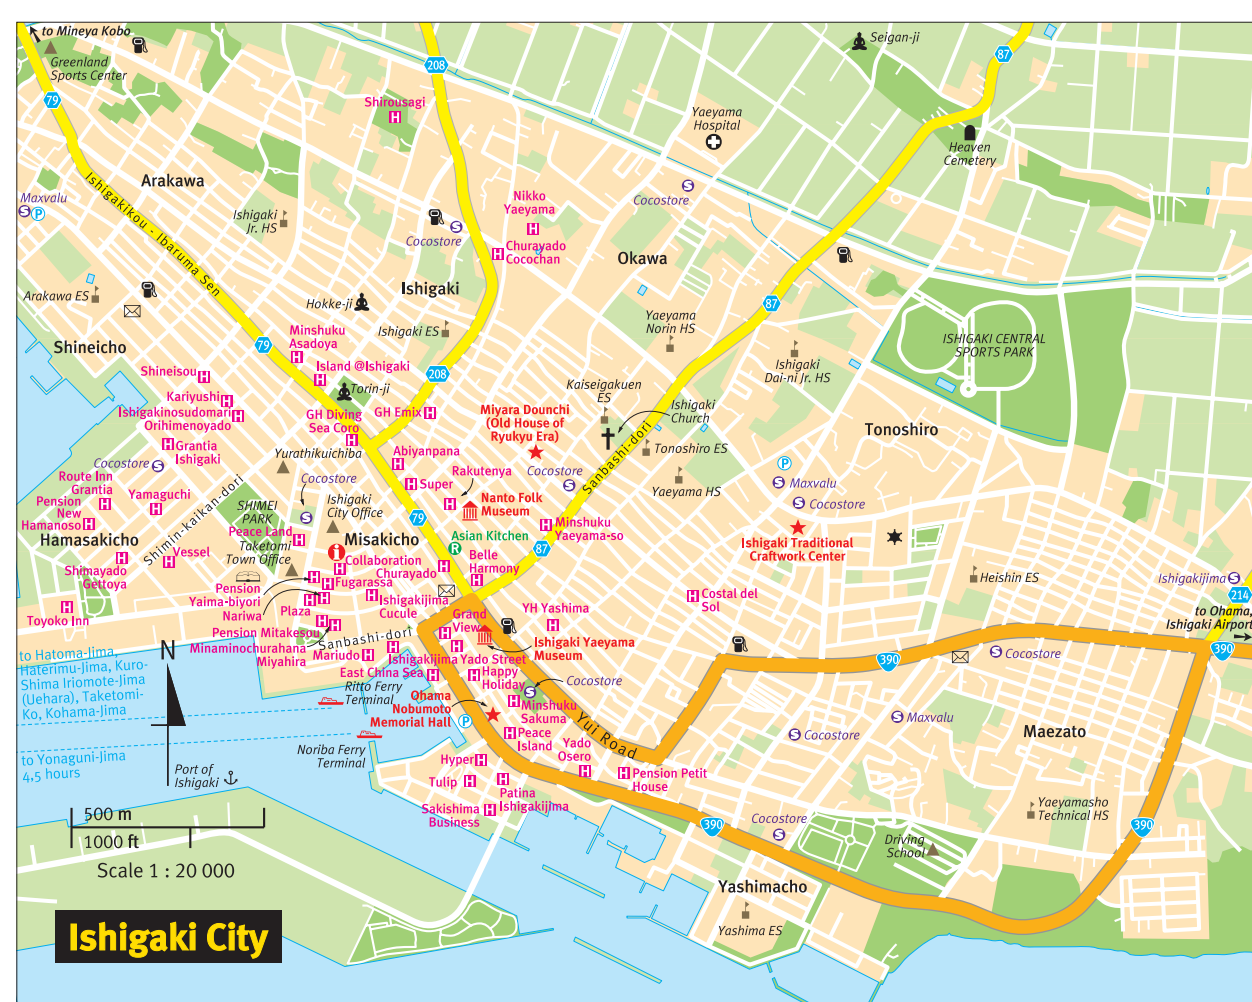 to Mineya Kobo
Greenland
Sports Center
79
208
Seigan-ji
87
Shirousagi
Yaeyama
Hospital
Heaven
Cemetery
Arakawa
Ishigakikou - Ibaruma Sen
Maxvalu
P
Ishigaki
Jr. HS
Cocostore
Nikko
Yaeyama
Cocostore
Churayado
Cocochan
Okawa
Arakawa ES
Hokke-ji
Ishigaki
Ishigaki ES
87
Yaeyama
Norin HS
Shineicho
79
Minshuku
Asadoya
Island @Ishigaki
208
Ishigaki
Dai-ni Jr. HS
ISHIGAKI CENTRAL
SPORTS PARK
Shineisou
Kariyushi
Ishigakinosudomari
Orihimenoyado
Torin-ji
GH Diving
Sea Coro
GH Emix
Kaiseigakuen
ES
Ishigaki
Church
Miyara Dounchi
(Old House of
Ryukyu Era)
Sanbashi-dori
Tonoshiro ES
Tonoshiro
Grantia
Ishigaki
Cocostore
Yurathikuichiba
Abiyanpana
Super
Rakutenya
Cocostore
Yaeyama HS
P
Maxvalu
Cocostore
Route Inn
Grantia
Pension
New
Hamanoso
Yamaguchi
Shimin-kaikan-dori
Cocostore
SHIMEI
PARK
Ishigaki
City Office
Nanto Folk
Museum
79
Minshuku
Yaeyama-so
Ishigaki Traditional
Craftwork Center
Hamasakicho
Peace Land
Taketomi
Town Office
Misakicho
Asian Kitchen
R
87
Vessel
Shimayado
Gettoya
Collaboration
Churayado
Belle
Harmony
Fugarassa
Heishin ES
Ishigakijima
214
Pension
Yaima-biyori
Nariwa
Plaza
Ishigakijima
Cucule
Costal del
Sol
Toyoko Inn
to Ohama,
Ishigaki Airport
Grand
View
YH Yashima
Pension Mitakesou
Sanbashi-dori
Minaminochurahana
Miyahira
Mariudo
Ishigaki Yaeyama
Museum
390
390
Cocostore
N
to Hatoma-Jima,
Haterimu-Jima, Kuro-
Shima Iriomote-Jima
(Uehara), Taketomi-
Ko, Kohama-Jima
Ishigakijima
East China Sea
Yado Street
Happy
Holiday
Cocostore
Ritto Ferry
Terminal
Ohama
Nobumoto
Memorial Hall
P
Minshuku
Sakuma
Yui Road
Maxvalu
Peace
Island
Cocostore
Maezato
Noriba Ferry
Terminal
Yado
Osero
to Yonaguni-Jima
4,5 hours
Port of
Ishigaki
Hyper
Tulip
Patina
Ishigakijima
Pension Petit
House
Sakishima
Business
Yaeyamasho
Technical HS
500 m
1000 ft
Scale 1 : 20 000
390
Cocostore
Driving
School
390
Yashimacho
Yashima ES
Ishigaki City